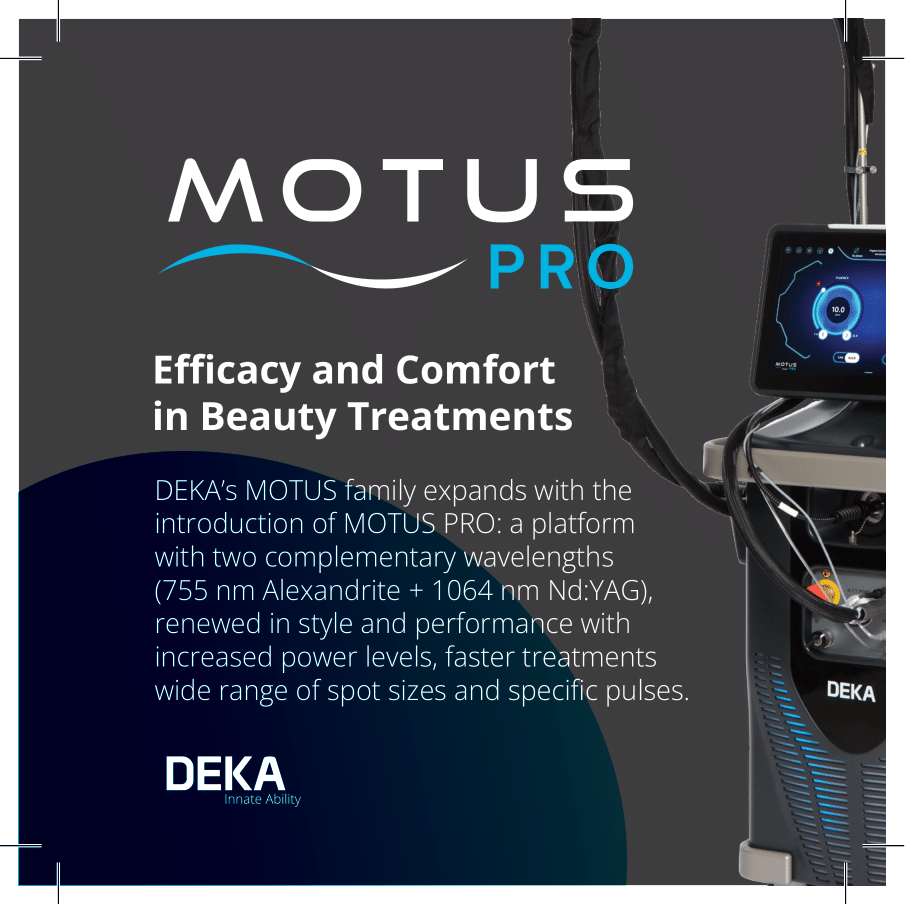 MOTUS
PRO
Efficacy and Comfort
in Beauty Treatments
DEKA's MOTUS family expands with the
introduction of MOTUS PRO: a platform
with two complementary wavelengths
(755 nm Alexandrite + 1064 nm Nd:YAG),
renewed in style and performance with
increased power levels, faster treatments
wide range of spot sizes and specific pulses.
DEKA
Innate Ability
FLUENCE
10.0
MOTUS
PRO
DEKA